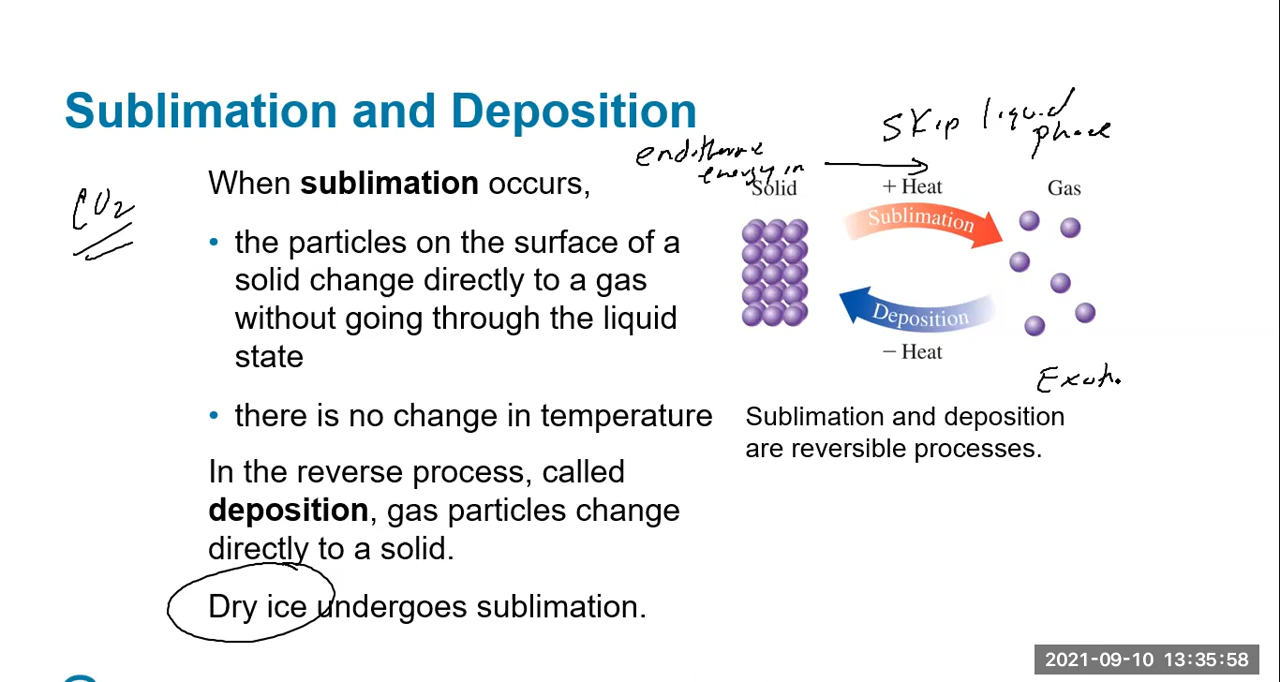 Sublimation and Deposition
skip liquid
phase
enditherme
energy in
CO2
When sublimation occurs,
Solid
+ Heat
Gas
Sublimation
• the particles on the surface of a
solid change directly to a gas
without going through the liquid
state
Deposition
− Heat
Exoth.
• there is no change in temperature
Sublimation and deposition
are reversible processes.
In the reverse process, called
deposition, gas particles change
directly to a solid.
Dry ice undergoes sublimation.
2021-09-10 13:35:58